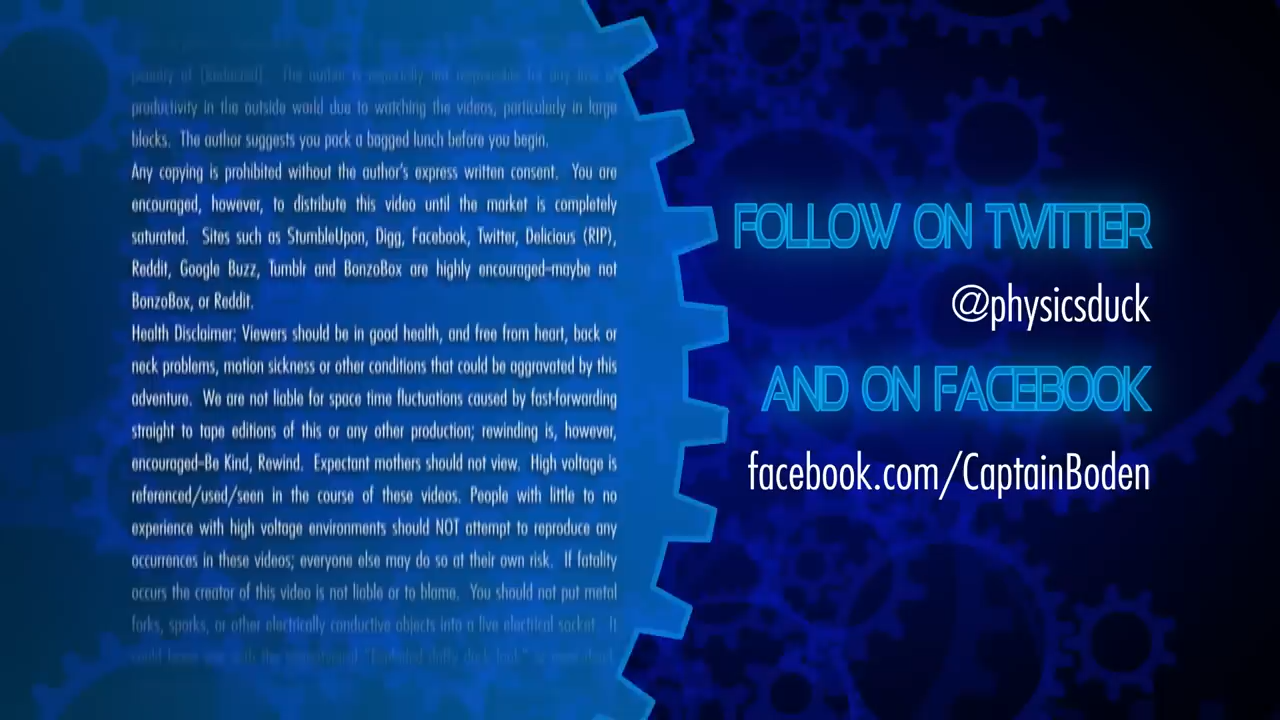 penalty of [Redacted]. The author is especially not responsible for any loss of
productivity in the outside world due to watching the videos, particularly in large
blocks. The author suggests you pack a bagged lunch before you begin.
Any copying is prohibited without the author's express written consent. You are
encouraged, however, to distribute this video until the market is completely
saturated. Sites such as StumbleUpon, Digg, Facebook, Twitter, Delicious (RIP),
Reddit, Google Buzz, Tumblr and BonzoBox are highly encouraged–maybe not
BonzoBox, or Reddit.
Health Disclaimer: Viewers should be in good health, and free from heart, back or
neck problems, motion sickness or other conditions that could be aggravated by this
adventure. We are not liable for space time fluctuations caused by fast-forwarding
straight to tape editions of this or any other production; rewinding is, however,
encouraged–Be Kind, Rewind. Expectant mothers should not view. High voltage is
referenced/used/seen in the course of these videos. People with little to no
experience with high voltage environments should NOT attempt to reproduce any
occurrences in these videos; everyone else may do so at their own risk. If fatality
occurs the creator of this video is not liable or to blame. You should not put metal
forks, sporks, or other electrically conductive objects into a live electrical socket. It
could leave you with the
FOLLOW ON TWITTER
@physicsduck
AND ON FACEBOOK
facebook.com/CaptainBoden